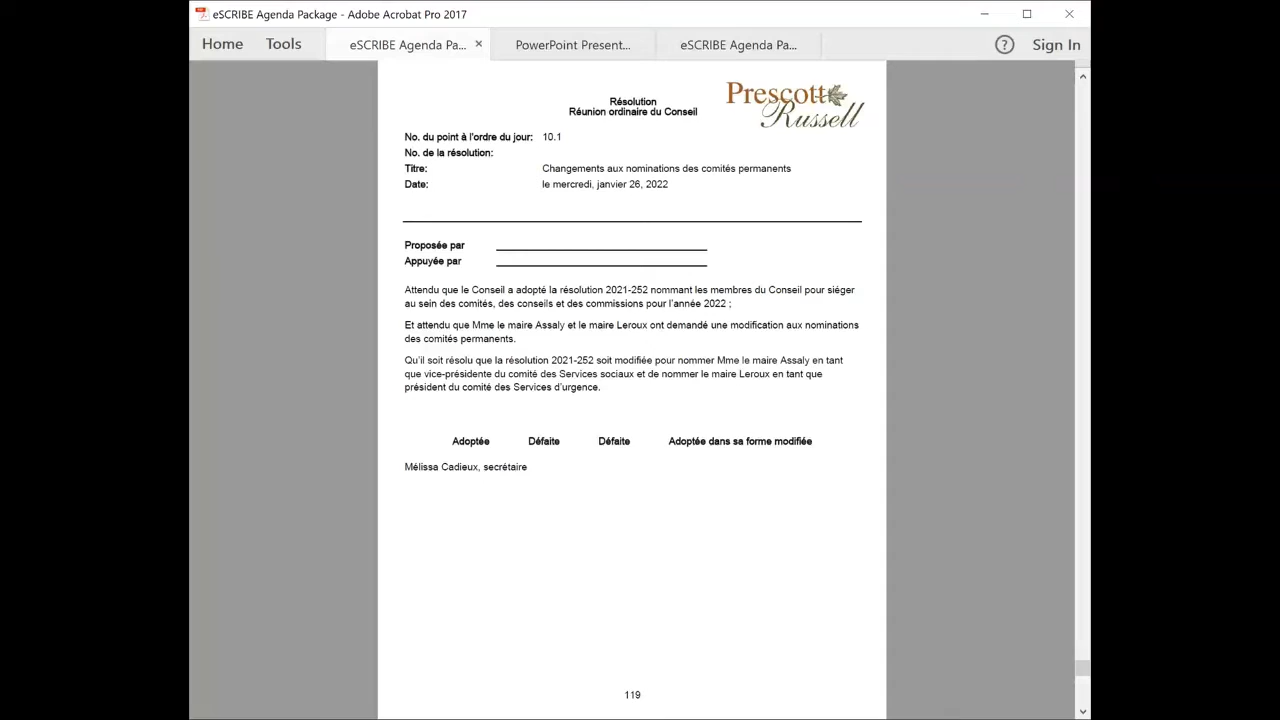 eSCRIBE Agenda Package - Adobe Acrobat Pro 2017
Home Tools eSCRIBE Agenda Pa... × PowerPoint Present... eSCRIBE Agenda Pa... ? Sign In
Prescott
Russell
Résolution
Réunion ordinaire du Conseil
No. du point à l'ordre du jour: 10.1
No. de la résolution:
Titre: Changements aux nominations des comités permanents
Date: le mercredi, janvier 26, 2022
Proposée par
Appuyée par
Attendu que le Conseil a adopté la résolution 2021-252 nommant les membres du Conseil pour siéger
au sein des comités, des conseils et des commissions pour l'année 2022 ;
Et attendu que Mme le maire Assaly et le maire Leroux ont demandé une modification aux nominations
des comités permanents.
Qu'il soit résolu que la résolution 2021-252 soit modifiée pour nommer Mme le maire Assaly en tant
que vice-présidente du comité des Services sociaux et de nommer le maire Leroux en tant que
président du comité des Services d'urgence.
Adoptée Défaite Défaite Adoptée dans sa forme modifiée
Mélissa Cadieux, secrétaire
119